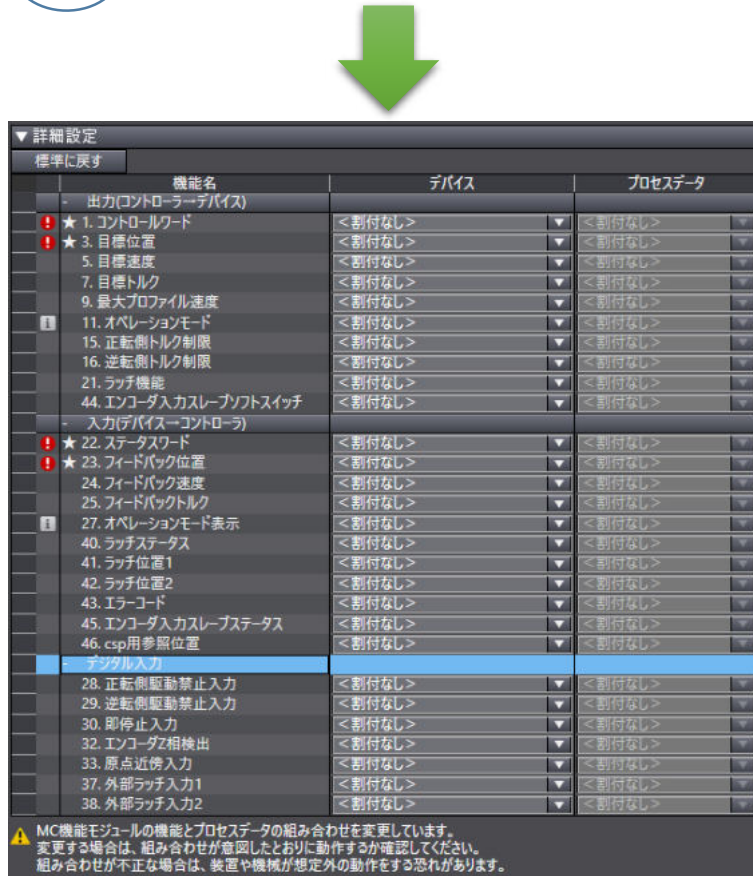 ▼詳細設定
標準に戻す
機能名 デバイス プロセスデータ
- 出力(コントローラー→デバイス)
★ 1. コントロールワード <割付なし> <割付なし>
★ 3. 目標位置 <割付なし> <割付なし>
5. 目標速度 <割付なし> <割付なし>
7. 目標トルク <割付なし> <割付なし>
9. 最大プロファイル速度 <割付なし> <割付なし>
11. オペレーションモード <割付なし> <割付なし>
15. 正転側トルク制限 <割付なし> <割付なし>
16. 逆転側トルク制限 <割付なし> <割付なし>
21. ラッチ機能 <割付なし> <割付なし>
44. エンコーダ入力スレーブソフトスイッチ <割付なし> <割付なし>
- 入力(デバイス→コントローラ)
★ 22. ステータスワード <割付なし> <割付なし>
★ 23. フィードバック位置 <割付なし> <割付なし>
24. フィードバック速度 <割付なし> <割付なし>
25. フィードバックトルク <割付なし> <割付なし>
27. オペレーションモード表示 <割付なし> <割付なし>
40. ラッチステータス <割付なし> <割付なし>
41. ラッチ位置1 <割付なし> <割付なし>
42. ラッチ位置2 <割付なし> <割付なし>
43. エラーコード <割付なし> <割付なし>
45. エンコーダ入力スレーブステータス <割付なし> <割付なし>
46. csp用参照位置 <割付なし> <割付なし>
- デジタル入力
28. 正転側駆動禁止入力 <割付なし> <割付なし>
29. 逆転側駆動禁止入力 <割付なし> <割付なし>
30. 即停止入力 <割付なし> <割付なし>
32. エンコーダZ相検出 <割付なし> <割付なし>
33. 原点近傍入力 <割付なし> <割付なし>
37. 外部ラッチ入力1 <割付なし> <割付なし>
38. 外部ラッチ入力2 <割付なし> <割付なし>
MC機能モジュールの機能とプロセスデータの組み合わせを変更しています。
変更する場合は、組み合わせが意図したとおりに動作するか確認してください。
組み合わせが不正な場合は、装置や機械が想定外の動作をする恐れがあります。